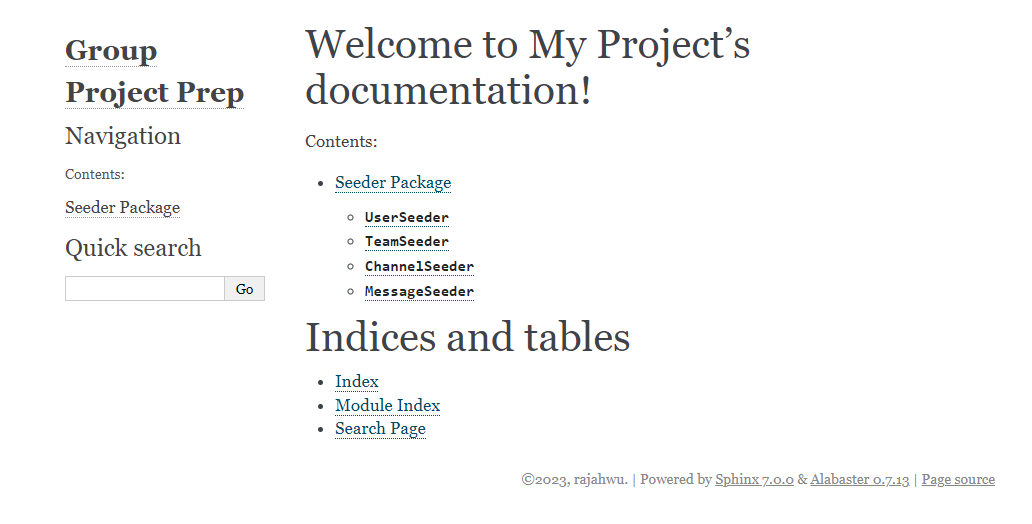 Group
Project Prep
Navigation
Contents:
Seeder Package
Quick search
Go
Welcome to My Project’s
documentation!
Contents:
Seeder Package
UserSeeder
TeamSeeder
ChannelSeeder
MessageSeeder
Indices and tables
Index
Module Index
Search Page
©2023, rajahwu. | Powered by Sphinx 7.0.0 & Alabaster 0.7.13 | Page source